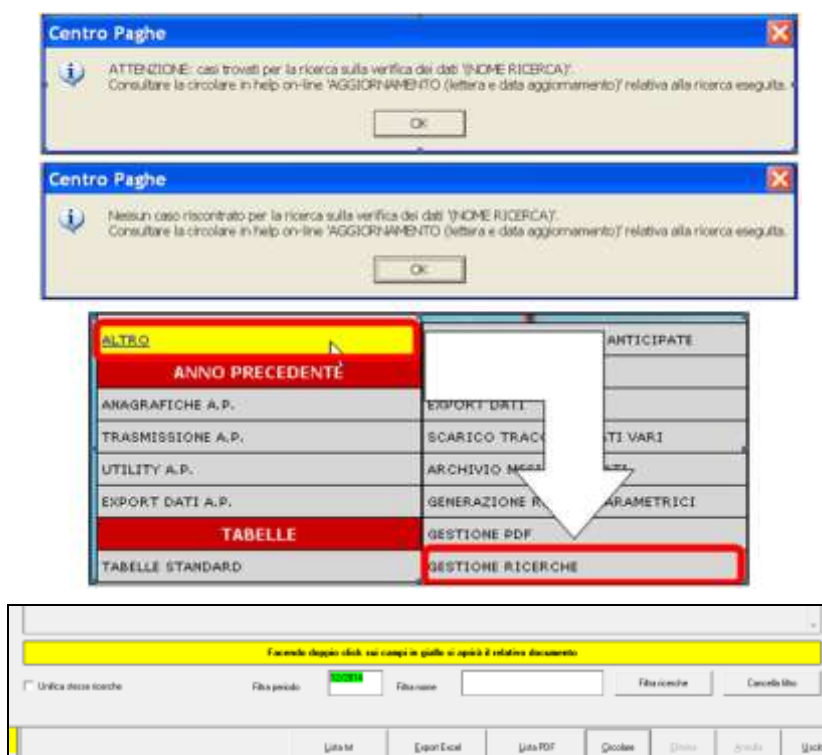 Centro Paghe
ATTENZIONE: casi trovati per la ricerca sulla verifica dei dati '(NOME RICERCA)'.
Consultare la circolare in help on-line 'AGGIORNAMENTO (lettera e data aggiornamento)' relativa alla ricerca eseguita.
OK
Centro Paghe
Nessun caso riscontrato per la ricerca sulla verifica dei dati '(NOME RICERCA)'.
Consultare la circolare in help on-line 'AGGIORNAMENTO (lettera e data aggiornamento)' relativa alla ricerca eseguita.
OK
ALTRO
ANTICIPATE
ANNO PRECEDENTE
ANAGRAFICHE A.P.
EXPORT DATI
TRASMISSIONE A.P.
SCARICO TRACC TI VARI
UTILITY A.P.
ARCHIVIO
EXPORT DATI A.P.
GENERAZIONE R ARAMETRICI
TABELLE
GESTIONE PDF
TABELLE STANDARD
GESTIONE RICERCHE
Facendo doppio click sui campi in giallo si aprirà il relativo documento
Unifica stesse ricerche
Filtra periodo
12/2014
Filtra nome
Filtra ricerche
Cancella filtro
Lista txt
Export Excel
Lista PDF
Circolare
Elimina
Annulla